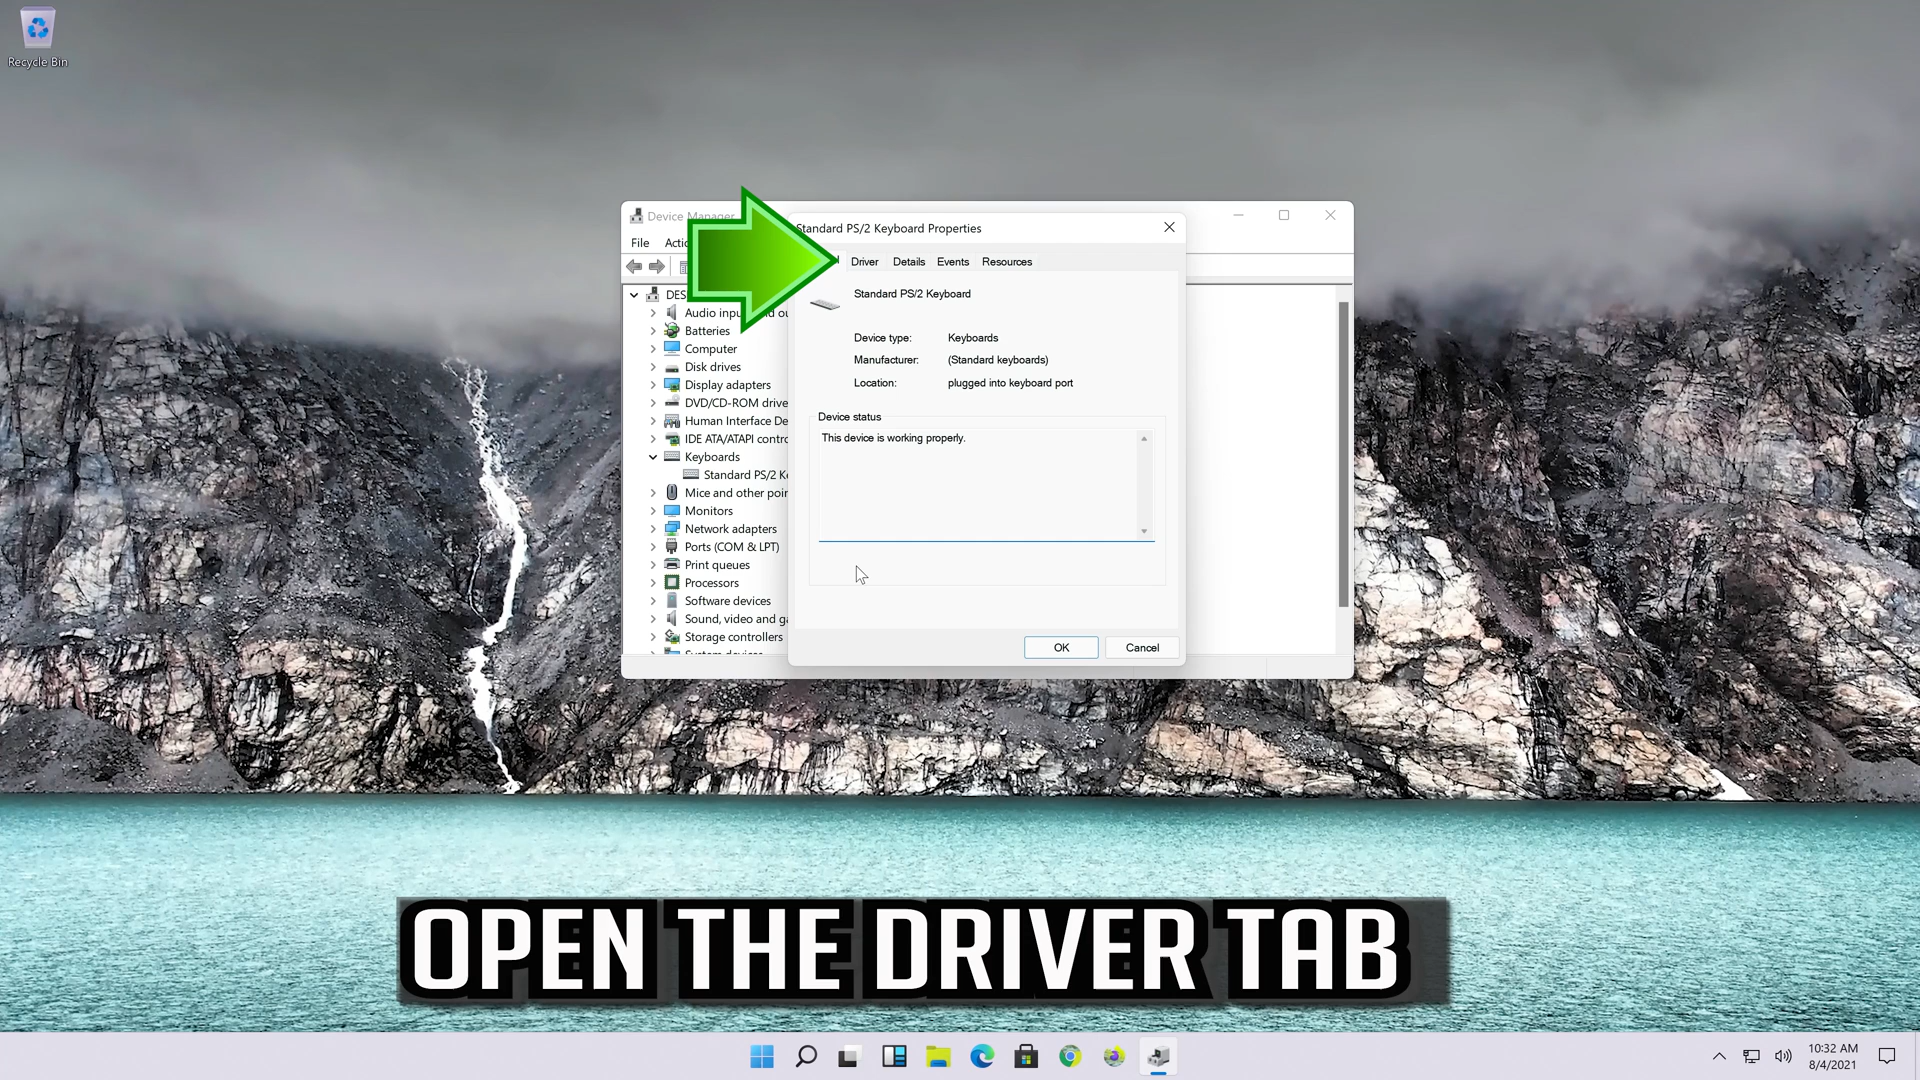 Recycle Bin
Device Manager
Standard PS/2 Keyboard Properties
File
Driver
Details
Events
Resources
Standard PS/2 Keyboard
Audio
Batteries
Device type:
Keyboards
Computer
Manufacturer:
(Standard keyboards)
Disk drives
Location:
plugged into keyboard port
Display adapters
DVD/CD-ROM drive
Device status
Human Interface De
This device is working properly.
IDE ATA/ATAPI contro
Keyboards
Standard PS/2 Ke
Mice and other poin
Monitors
Network adapters
Ports (COM & LPT)
Print queues
Processors
Software devices
Sound, video and ga
Storage controllers
OK
Cancel
OPEN THE DRIVER TAB
10:32 AM
8/4/2021